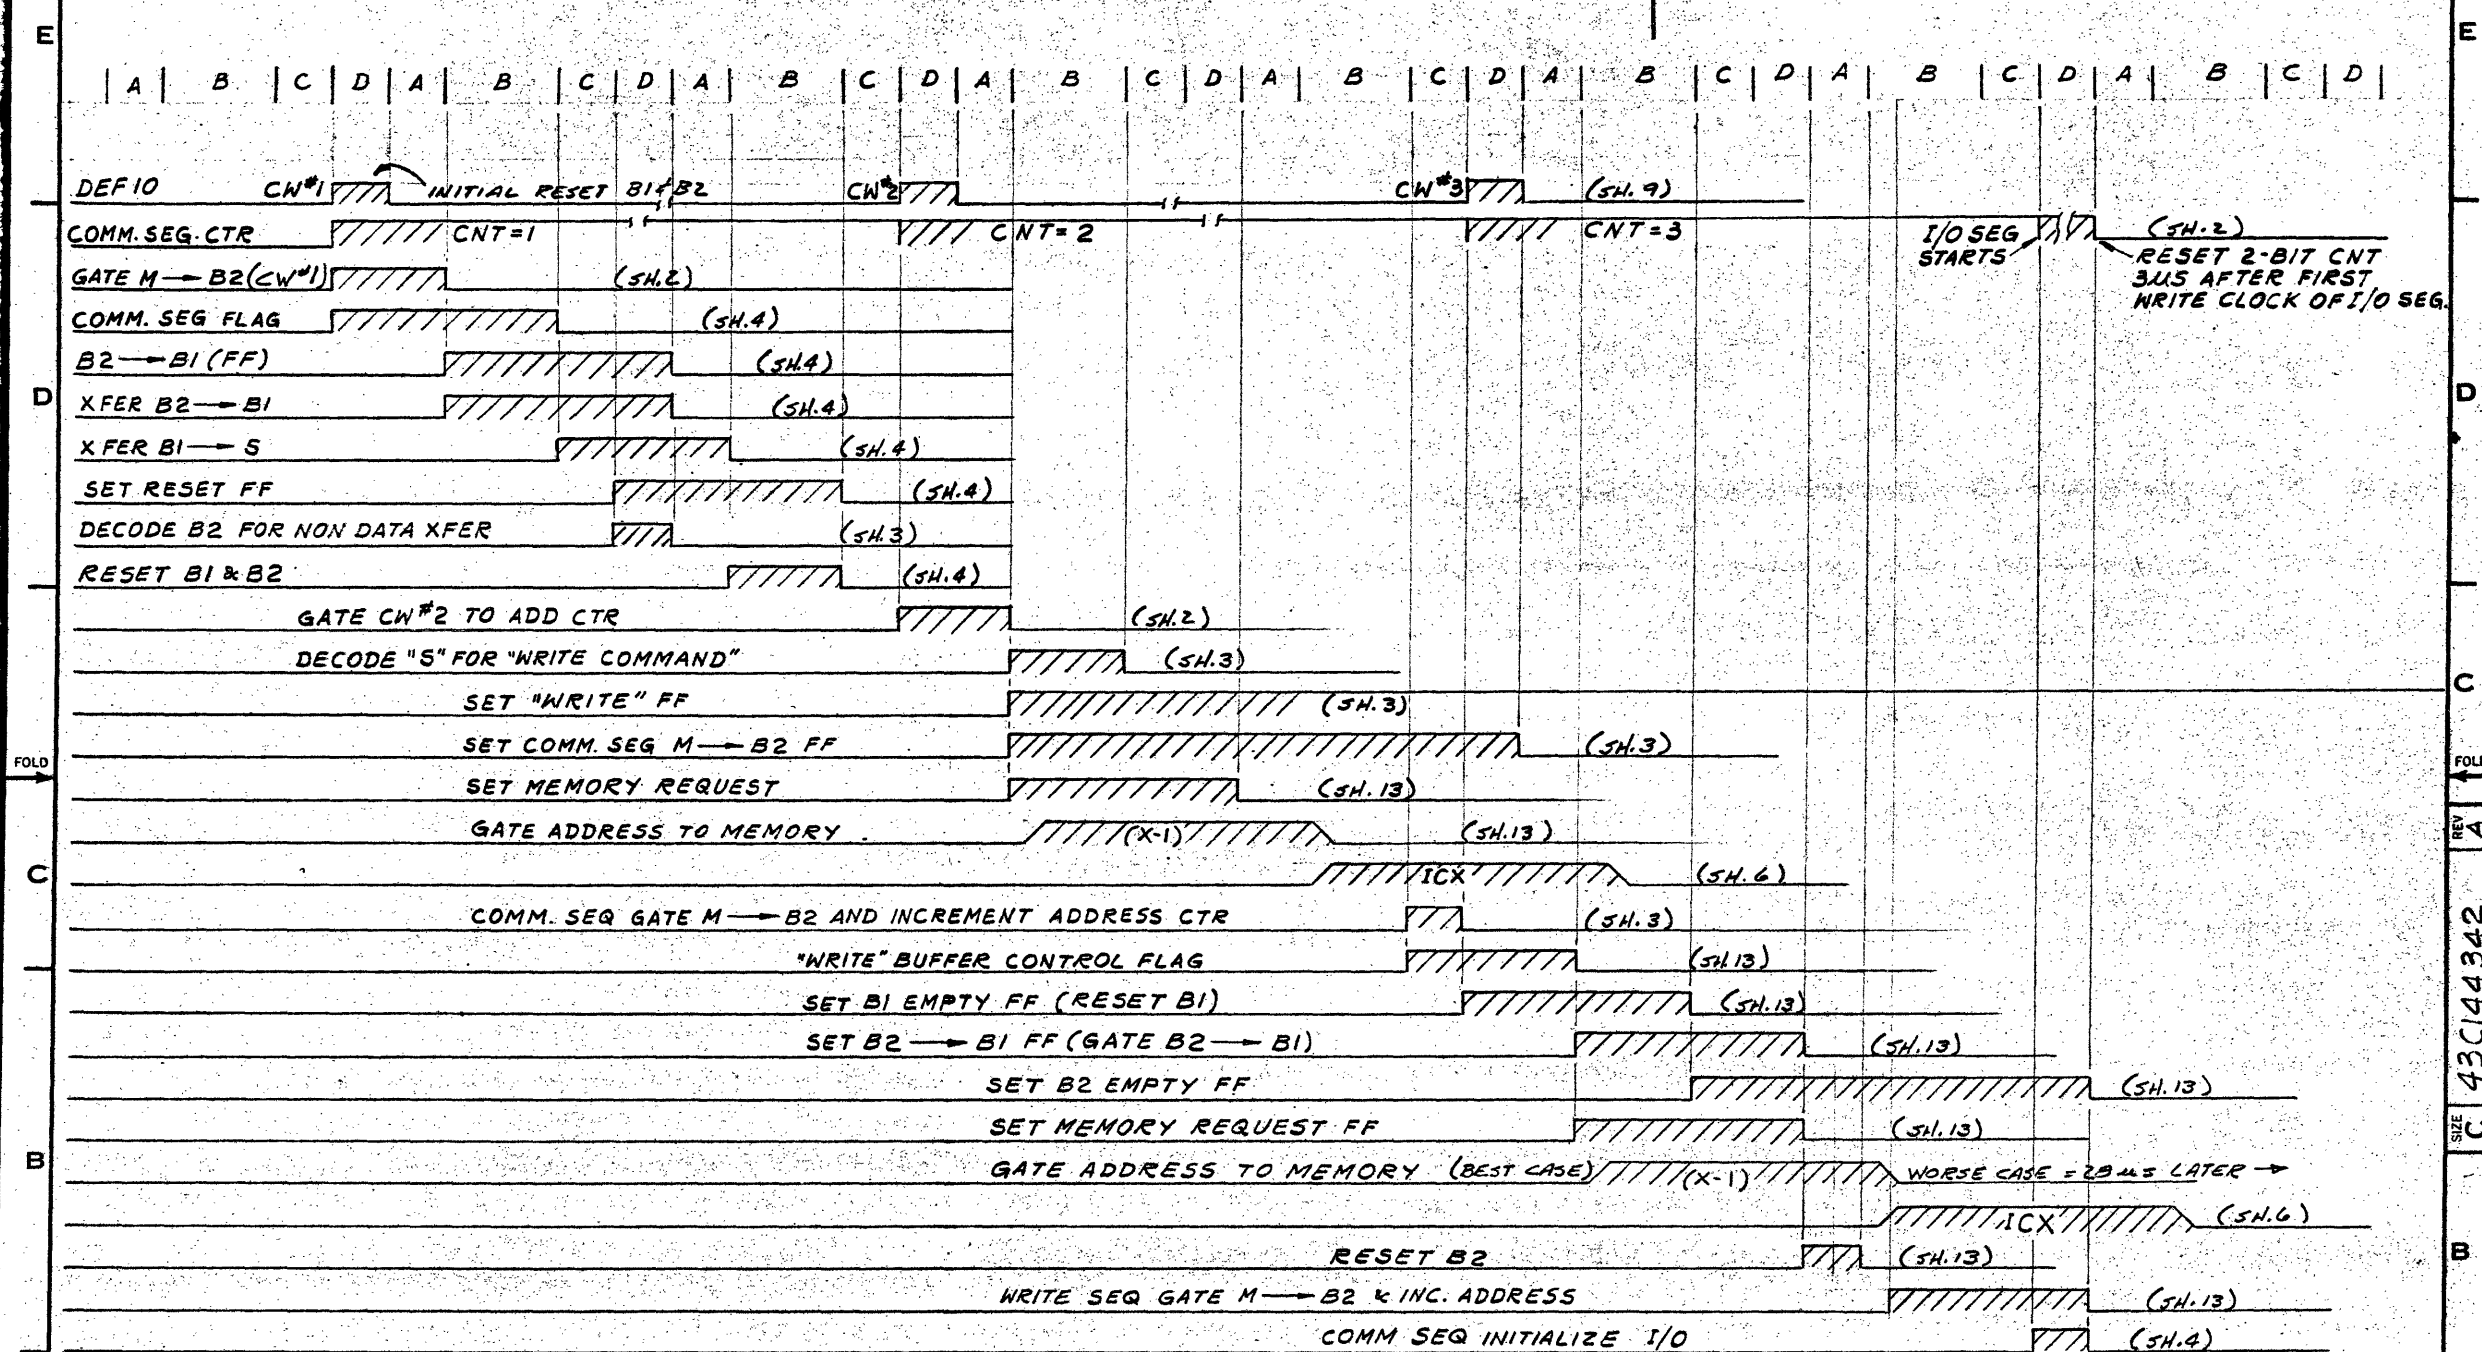 E E
A B C D A B C D A B C D A B C D A B C D A B C D A B C D A B C D
DEF 10 CW#1 INITIAL RESET B1&B2 CW#2 CW#3 (SH. 9)
COMM. SEG. CTR CNT=1 CNT=2 CNT=3 I/O SEG STARTS (SH. 2)
RESET 2-BIT CNT
3μS AFTER FIRST
WRITE CLOCK OF I/O SEG.
GATE M → B2 (CW#1) (SH.2)
COMM. SEG FLAG (SH.4)
B2 → B1 (FF) (SH.4)
D D
XFER B2 → B1 (SH.4)
XFER B1 → S (SH.4)
SET RESET FF (SH.4)
DECODE B2 FOR NON DATA XFER (SH.3)
RESET B1 & B2 (SH.4)
GATE CW#2 TO ADD CTR (SH.2)
DECODE "S" FOR "WRITE COMMAND" (SH.3)
C
SET "WRITE" FF (SH.3)
SET COMM. SEG M → B2 FF (SH.3)
FOLD FOL
SET MEMORY REQUEST (SH. 13)
GATE ADDRESS TO MEMORY (X-1) (SH.13)
REV A
C
ICX (SH.6)
COMM. SEQ GATE M → B2 AND INCREMENT ADDRESS CTR (SH.3)
"WRITE" BUFFER CONTROL FLAG (SH.13)
SET B1 EMPTY FF (RESET B1) (SH.13)
43C144342
SET B2 → B1 FF (GATE B2 → B1) (SH.13)
SET B2 EMPTY FF (SH.13)
SIZE C
SET MEMORY REQUEST FF (SH.13)
B
GATE ADDRESS TO MEMORY (BEST CASE) (X-1) WORSE CASE = 28 μs LATER →
ICX (SH.6)
B
RESET B2 (SH.13)
WRITE SEQ GATE M → B2 & INC. ADDRESS (SH.13)
COMM SEQ INITIALIZE I/O (SH.4)